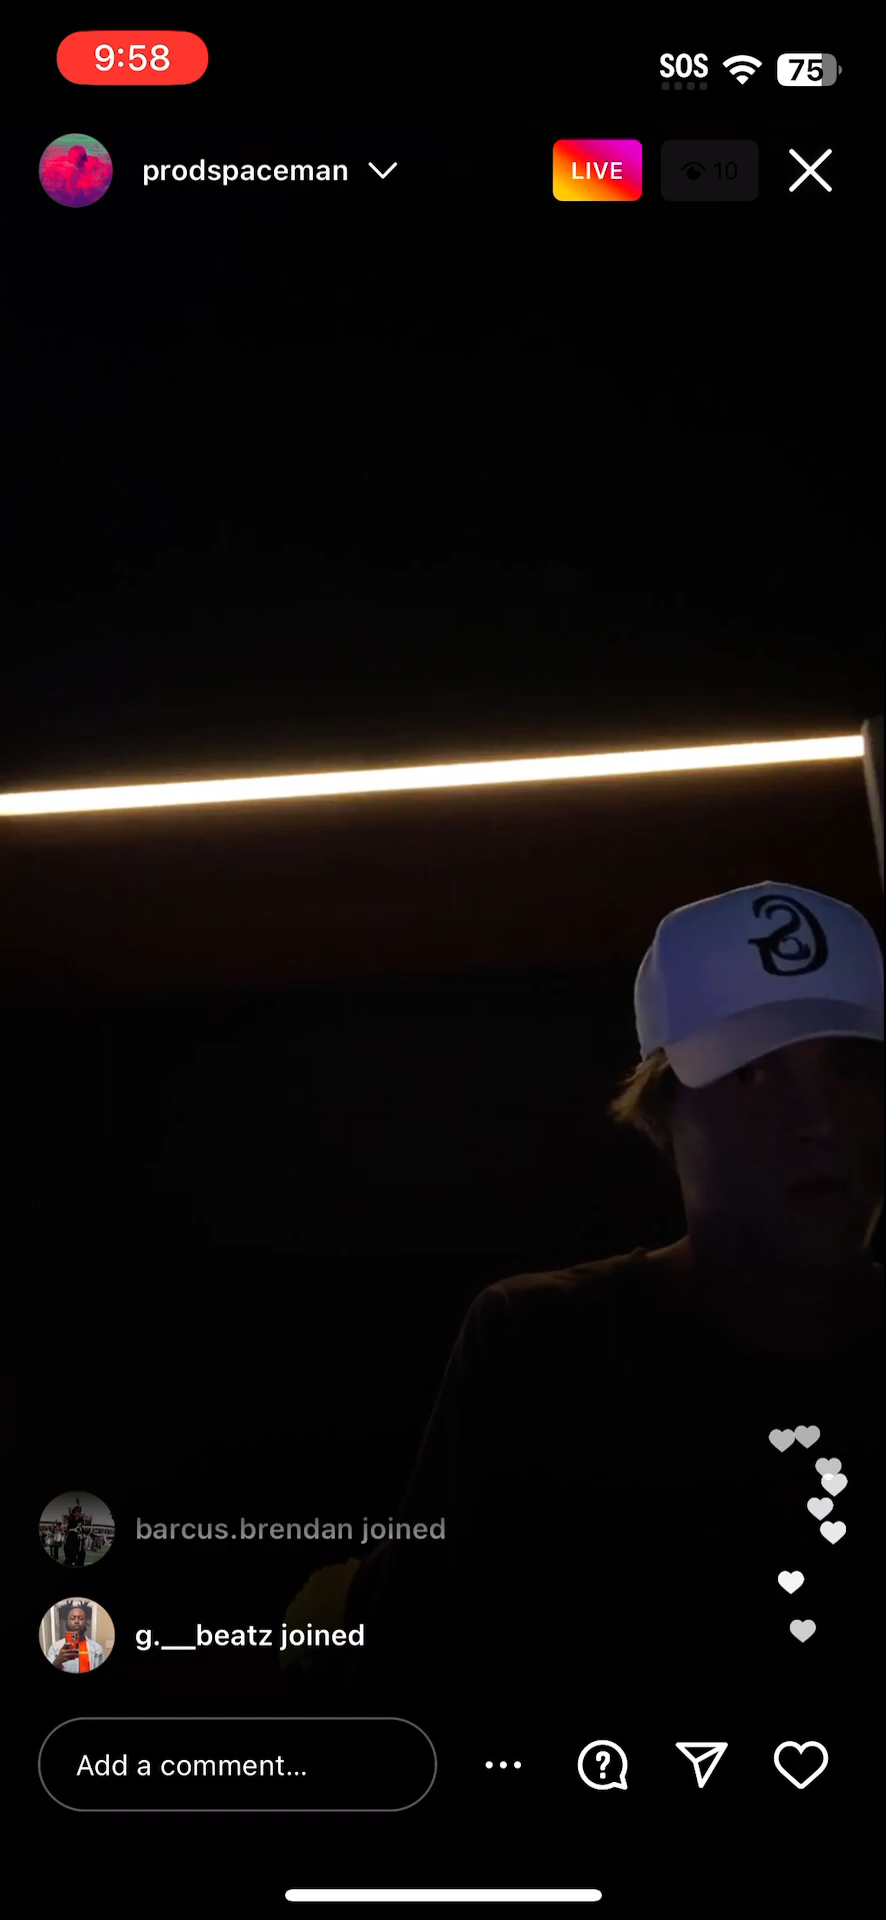 9:58
SOS
75
prodspaceman
LIVE
10
barcus.brendan joined
g.__beatz joined
Add a comment...